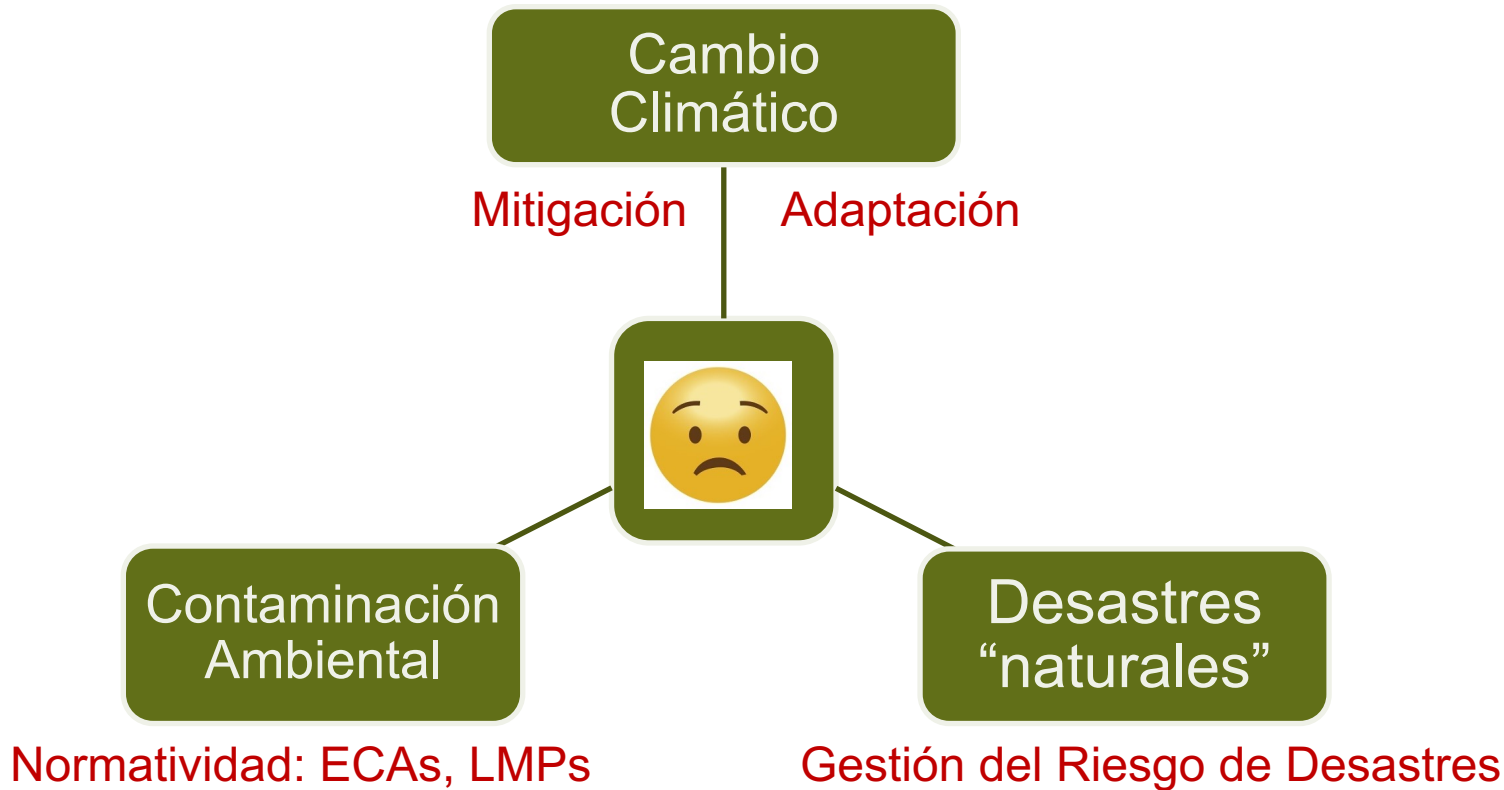 Cambio
Climático
Mitigación
Adaptación
Contaminación
Ambiental
Desastres
“naturales”
Normatividad: ECAs, LMPs
Gestión del Riesgo de Desastres